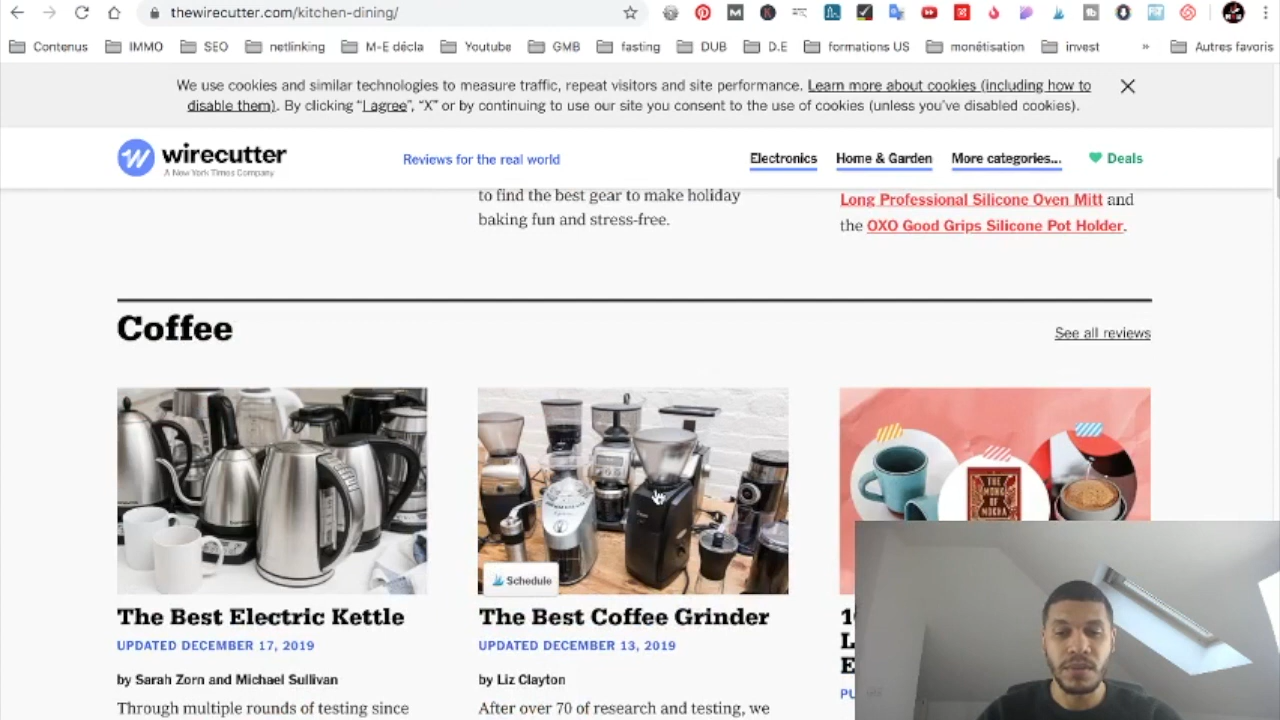 thewirecutter.com/kitchen-dining/
Contenus IMMO SEO netlinking M-E décla Youtube GMB fasting DUB D.E formations US monétisation invest » Autres favoris
We use cookies and similar technologies to measure traffic, repeat visitors and site performance. Learn more about cookies (including how to
disable them). By clicking “I agree”, “X” or by continuing to use our site you consent to the use of cookies (unless you’ve disabled cookies).
wirecutter
A New York Times Company
Reviews for the real world
Electronics Home & Garden More categories... Deals
to find the best gear to make holiday
baking fun and stress-free.
Long Professional Silicone Oven Mitt and
the OXO Good Grips Silicone Pot Holder.
Coffee
See all reviews
THE
MONK
OF
MOKHA
Schedule
The Best Electric Kettle
UPDATED DECEMBER 17, 2019
by Sarah Zorn and Michael Sullivan
Through multiple rounds of testing since
The Best Coffee Grinder
UPDATED DECEMBER 13, 2019
by Liz Clayton
After over 70 of research and testing, we
1
L
E
PU